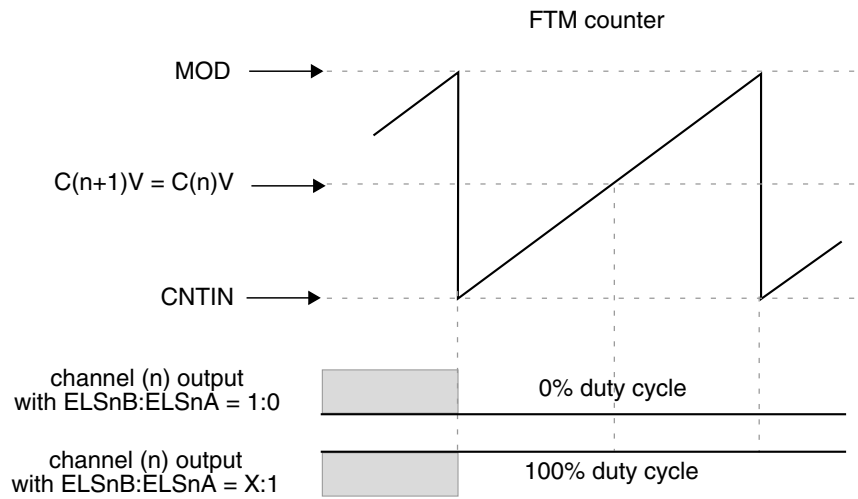 FTM counter
MOD
C(n+1)V = C(n)V
CNTIN
channel (n) output
with ELSnB:ELSnA = 1:0
0% duty cycle
channel (n) output
with ELSnB:ELSnA = X:1
100% duty cycle